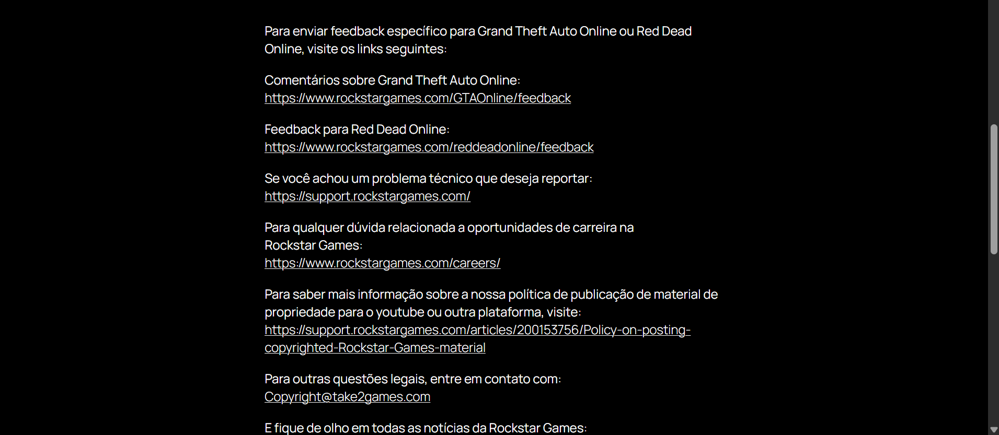 Para enviar feedback específico para Grand Theft Auto Online ou Red Dead
Online, visite os links seguintes:
Comentários sobre Grand Theft Auto Online:
https://www.rockstargames.com/GTAOnline/feedback
Feedback para Red Dead Online:
https://www.rockstargames.com/reddeadonline/feedback
Se você achou um problema técnico que deseja reportar:
https://support.rockstargames.com/
Para qualquer dúvida relacionada a oportunidades de carreira na
Rockstar Games:
https://www.rockstargames.com/careers/
Para saber mais informação sobre a nossa política de publicação de material de
propriedade para o youtube ou outra plataforma, visite:
https://support.rockstargames.com/articles/200153756/Policy-on-posting-
copyrighted-Rockstar-Games-material
Para outras questões legais, entre em contato com:
Copyright@take2games.com
E fique de olho em todas as notícias da Rockstar Games: